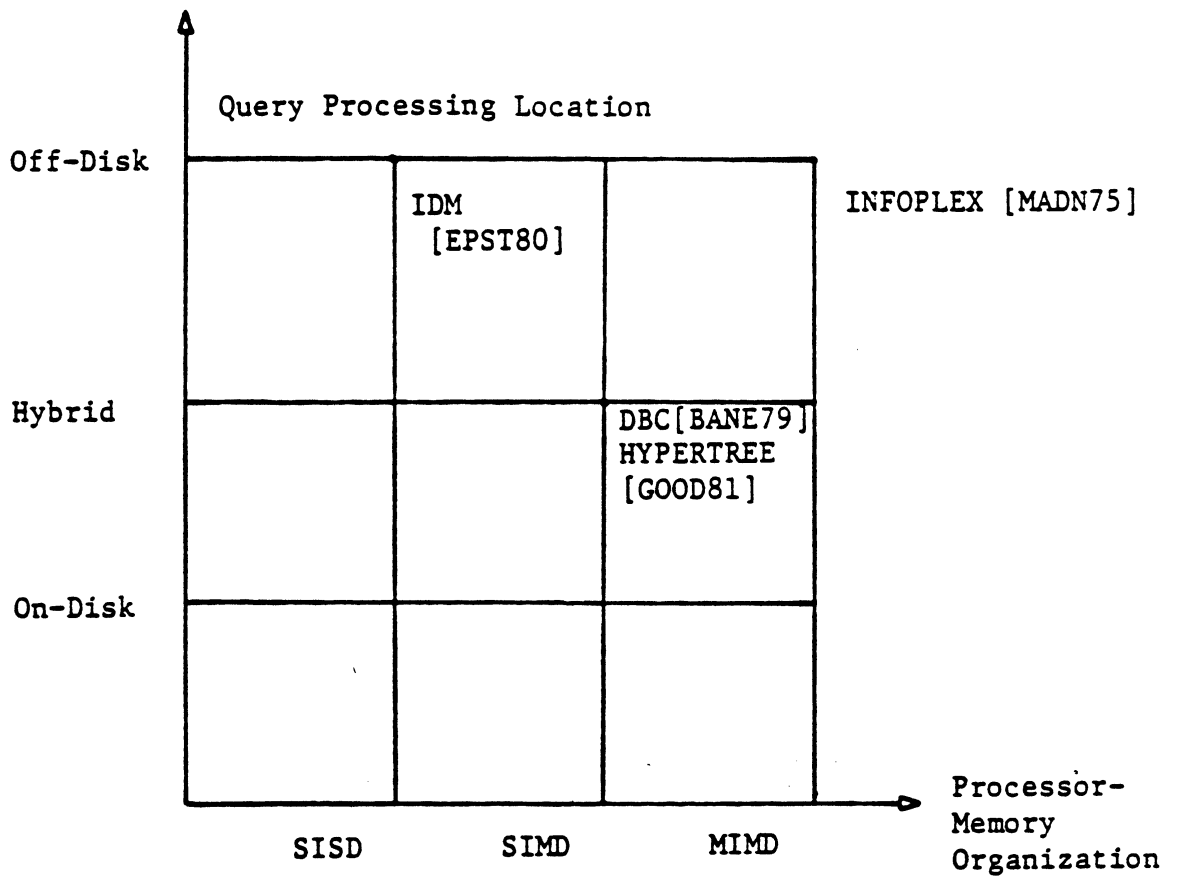 Query Processing Location
Off-Disk
IDM
[EPST80]
INFOPLEX [MADN75]
Hybrid
DBC[BANE79]
HYPERTREE
[GOOD81]
On-Disk
Processor-
Memory
Organization
SISD
SIMD
MIMD